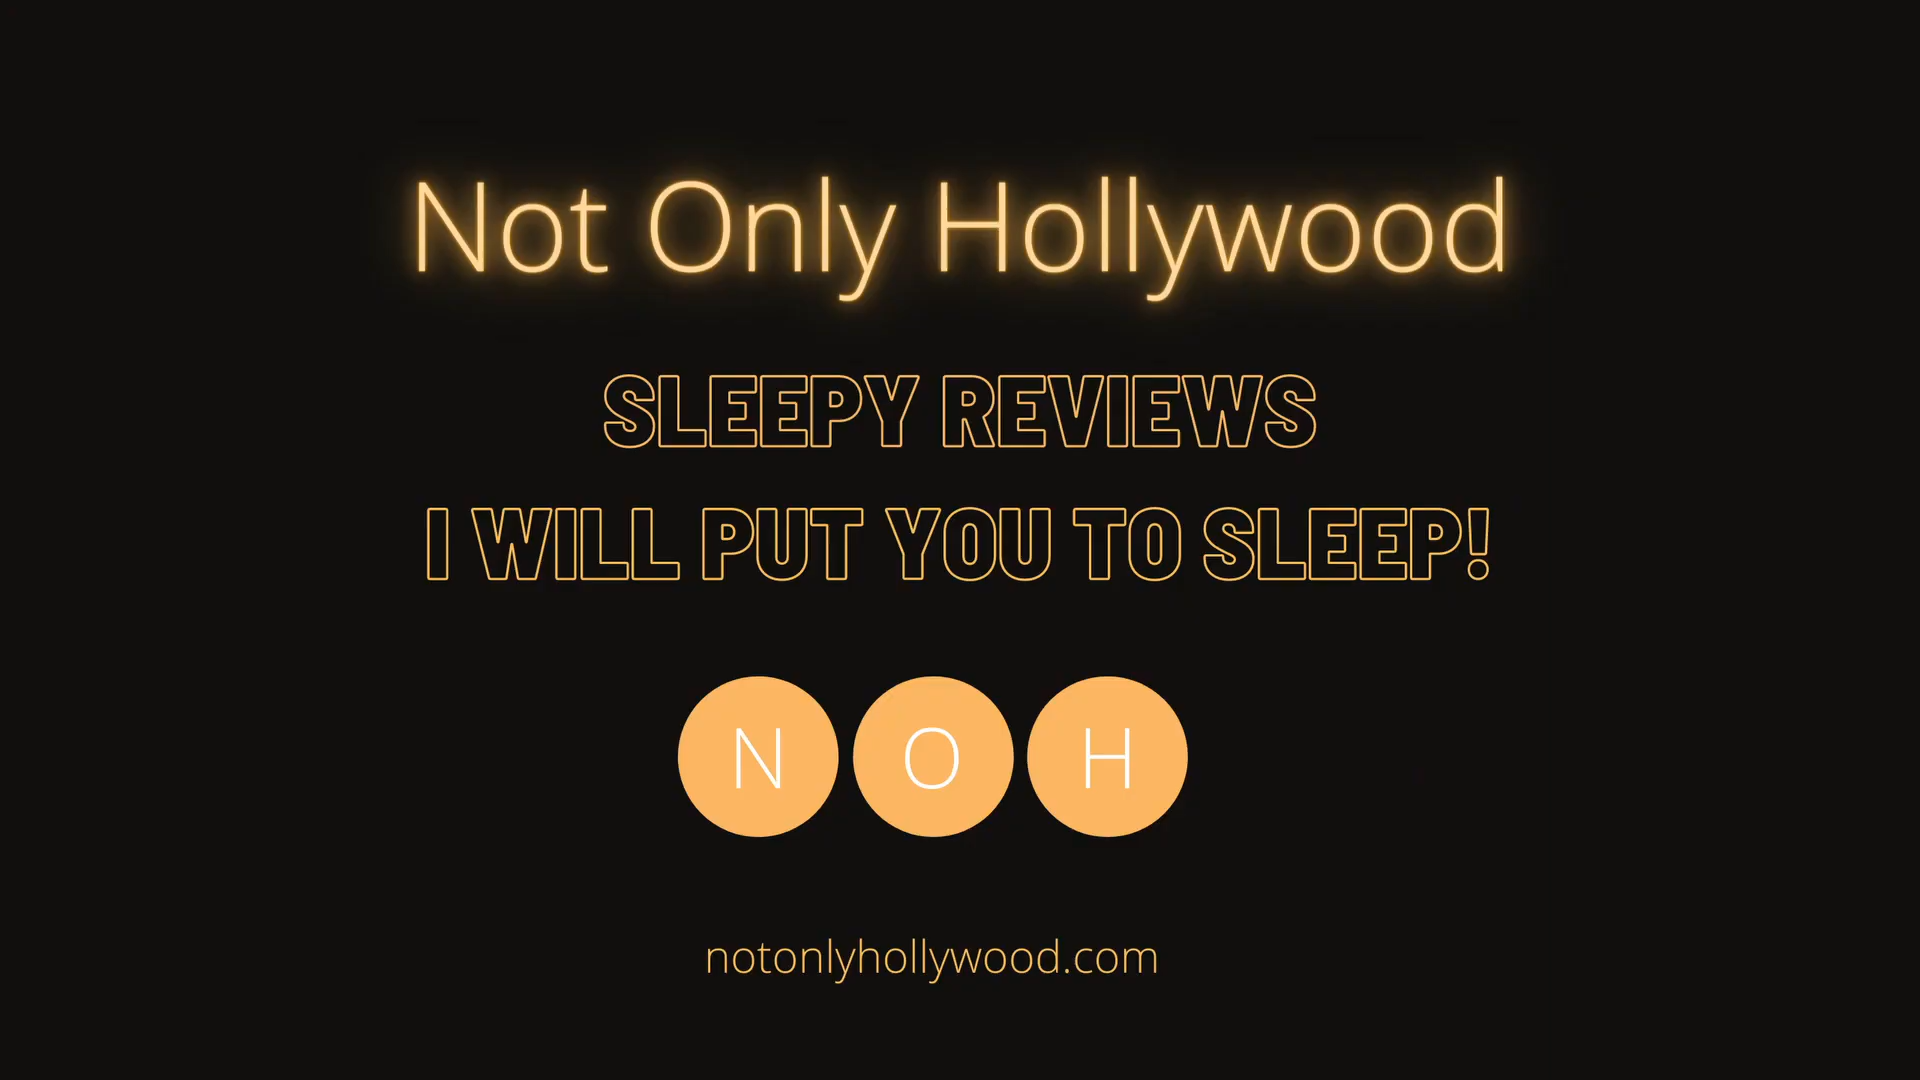 Not Only Hollywood
SLEEPY REVIEWS
I WILL PUT YOU TO SLEEP!
N O H
notonlyhollywood.com